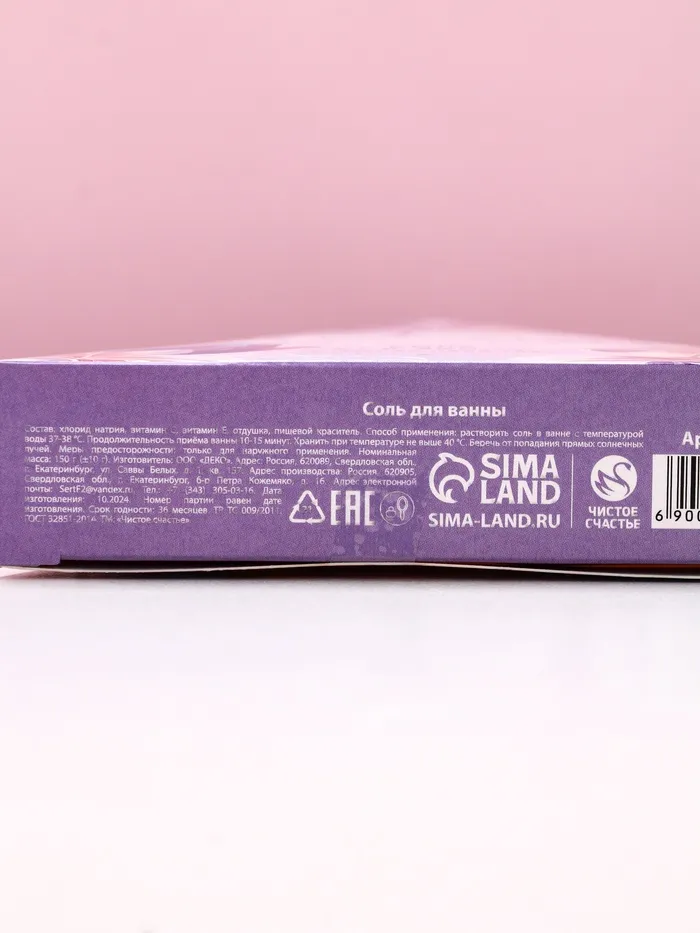 Соль для ванны
Состав: хлорид натрия, витамин C, витамин E, отдушка, пищевой краситель. Способ применения: растворить соль в ванне с температурой
воды 37-38 °C. Продолжительность приёма ванны 10-15 минут. Хранить при температуре не выше 40 °C. Беречь от попадания прямых солнечных
лучей. Меры предосторожности: только для наружного применения. Номинальная
масса: 150 г (±10 г). Изготовитель: ООО «ДЕКО». Адрес: Россия, 620089, Свердловская обл.,
г. Екатеринбург, ул. Саввы Белых, д. 1, кв. 157. Адрес производства: Россия, 620905,
Свердловская обл., г. Екатеринбург, б-р Петра Кожемяко, д. 16. Адрес электронной
почты: SertF2@yandex.ru. Тел.: +7 (343) 305-03-16. Дата
изготовления: 10.2024. Номер партии равен дате
изготовления. Срок годности: 36 месяцев. ТР ТС 009/2011.
ГОСТ 32851-2014. ТМ: «Чистое счастье».
21
EAC
SIMA
LAND
SIMA-LAND.RU
ЧИСТОЕ
СЧАСТЬЕ
Ар
6 900